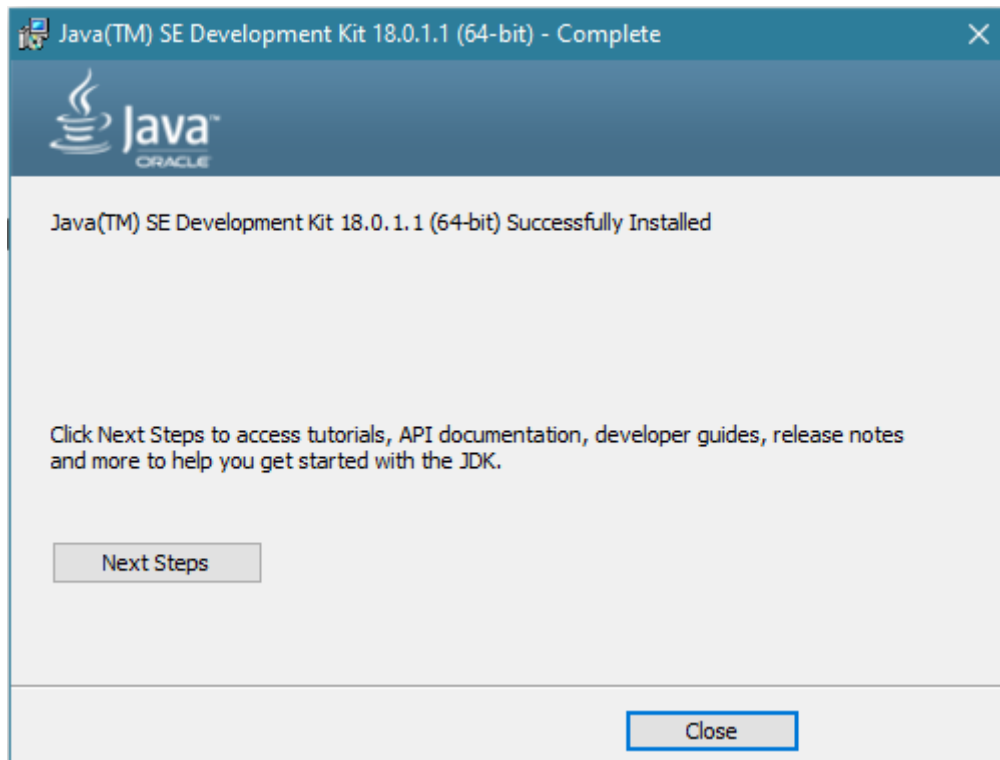 Java(TM) SE Development Kit 18.0.1.1 (64-bit) - Complete
Java™
ORACLE
Java(TM) SE Development Kit 18.0.1.1 (64-bit) Successfully Installed
Click Next Steps to access tutorials, API documentation, developer guides, release notes
and more to help you get started with the JDK.
Next Steps
Close